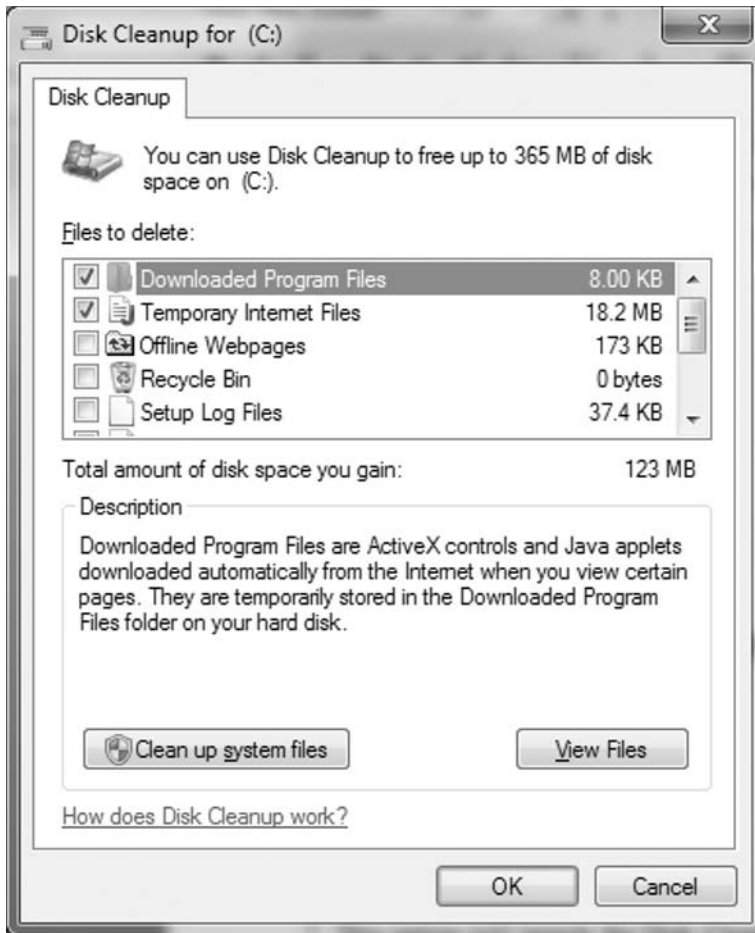 Disk Cleanup for (C:)
Disk Cleanup
You can use Disk Cleanup to free up to 365 MB of disk
space on (C:).
Files to delete:
Downloaded Program Files 8.00 KB
Temporary Internet Files 18.2 MB
Offline Webpages 173 KB
Recycle Bin 0 bytes
Setup Log Files 37.4 KB
Total amount of disk space you gain: 123 MB
Description
Downloaded Program Files are ActiveX controls and Java applets
downloaded automatically from the Internet when you view certain
pages. They are temporarily stored in the Downloaded Program
Files folder on your hard disk.
Clean up system files View Files
How does Disk Cleanup work?
OK Cancel